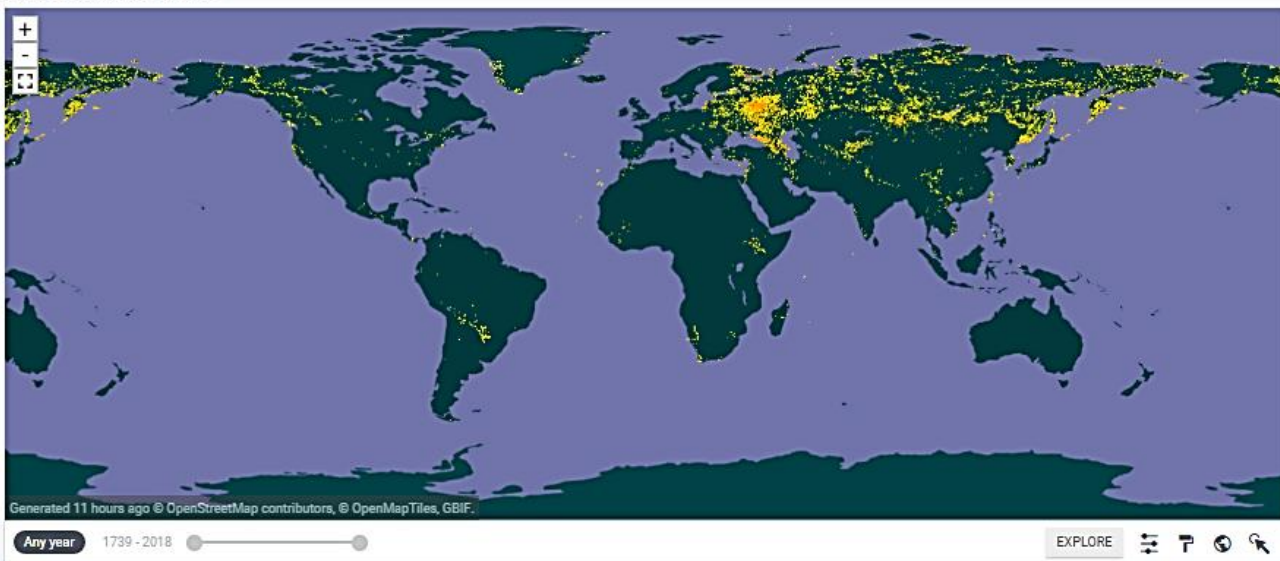 +
-
Generated 11 hours ago © OpenStreetMap contributors, © OpenMapTiles, GBIF.
Any year 1739 - 2018 EXPLORE